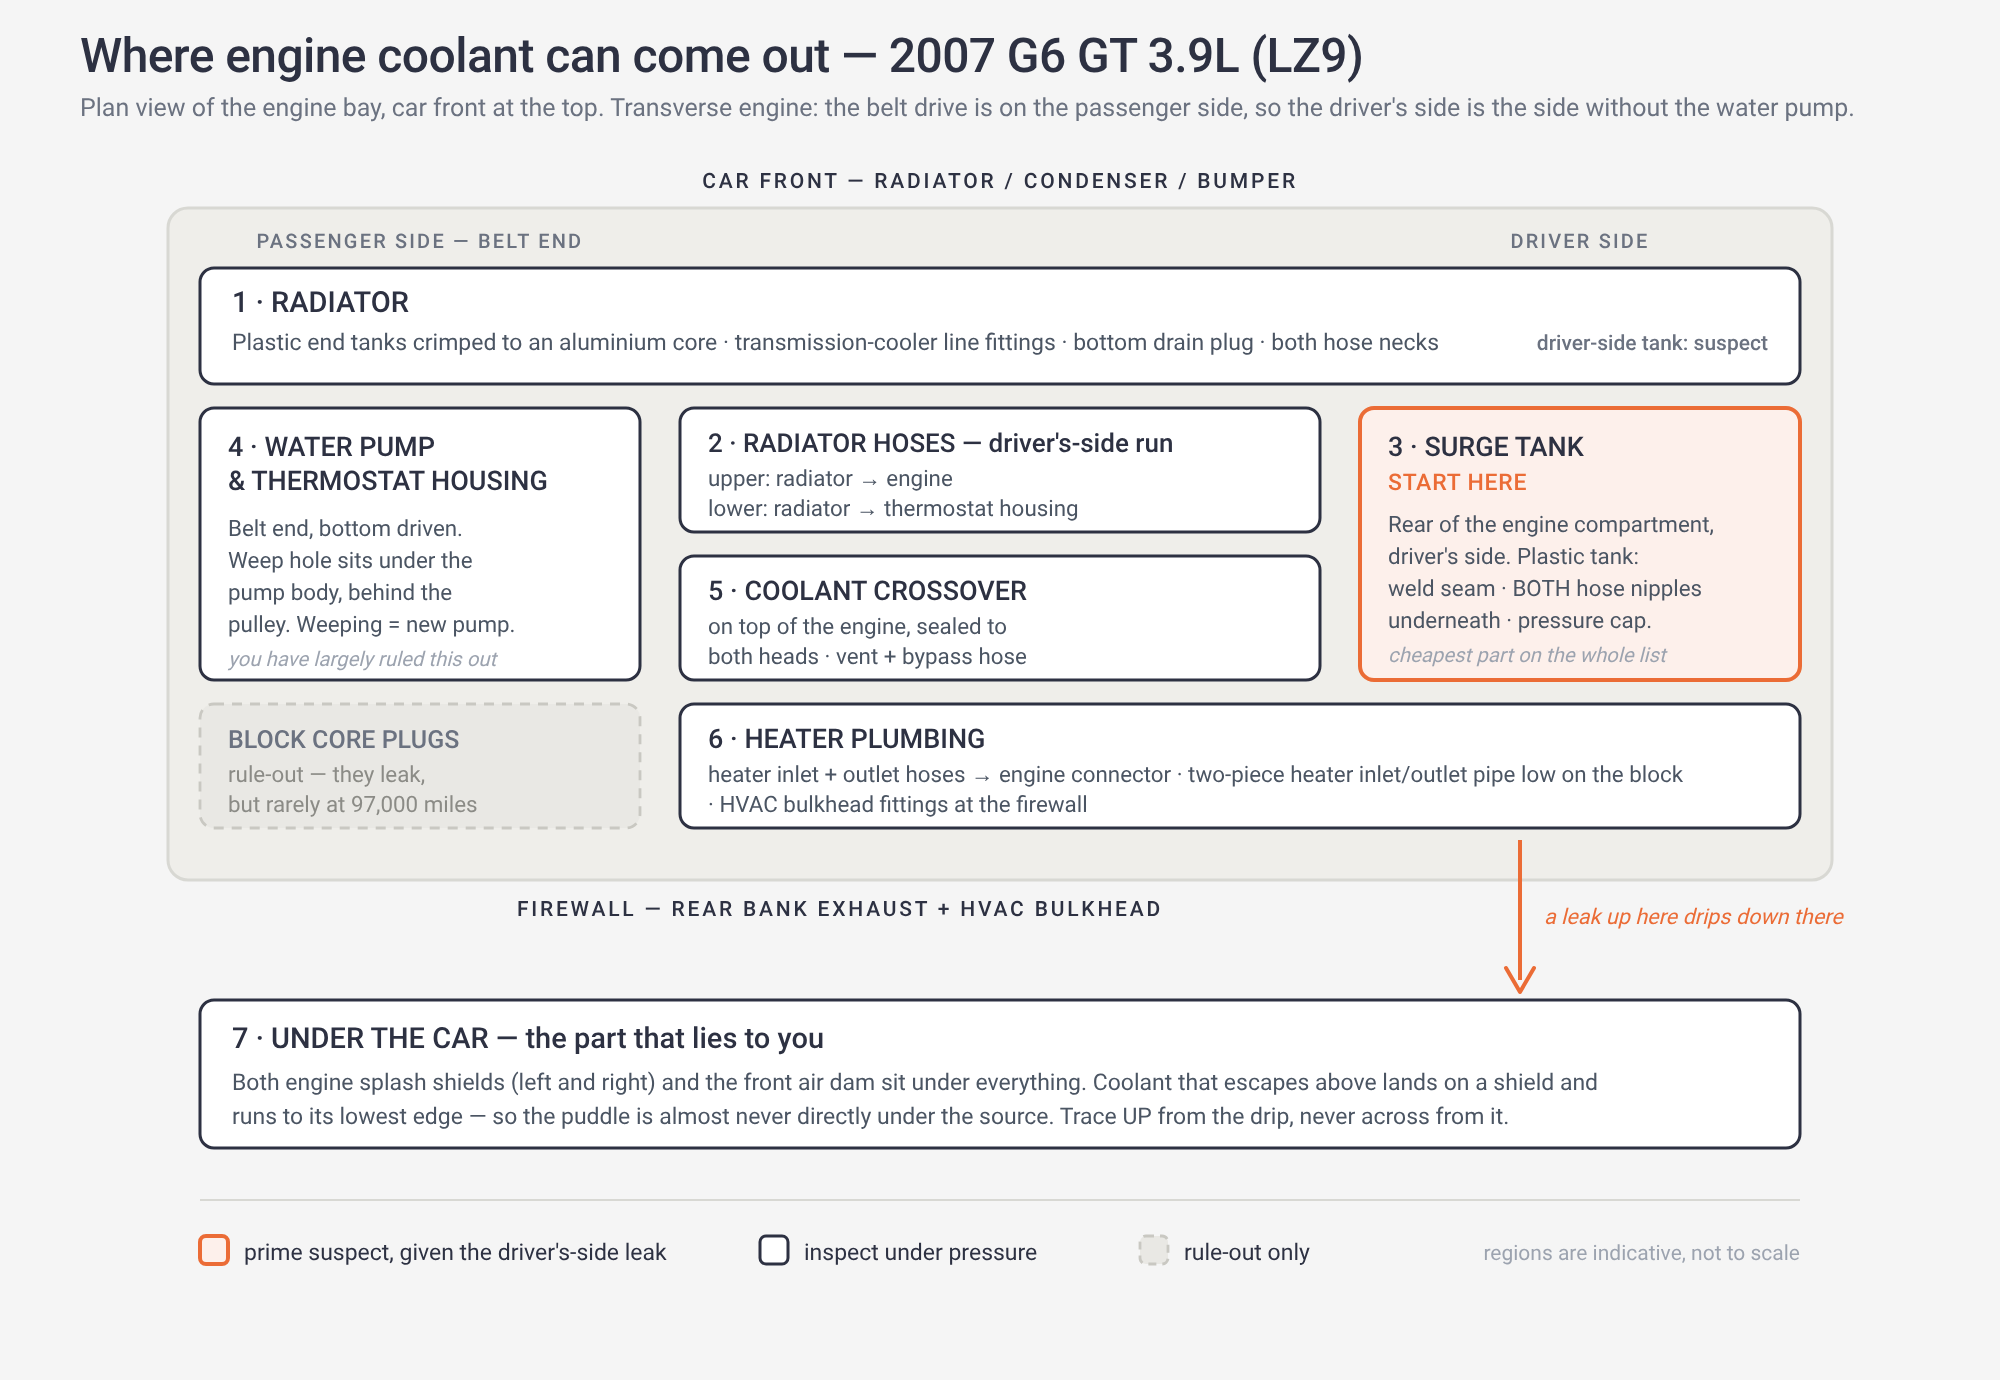 Where engine coolant can come out — 2007 G6 GT 3.9L (LZ9)
Plan view of the engine bay, car front at the top. Transverse engine: the belt drive is on the passenger side, so the driver's side is the side without the water pump.
CAR FRONT — RADIATOR / CONDENSER / BUMPER
PASSENGER SIDE — BELT END
DRIVER SIDE
1 · RADIATOR
Plastic end tanks crimped to an aluminium core · transmission-cooler line fittings · bottom drain plug · both hose necks
driver-side tank: suspect
4 · WATER PUMP
& THERMOSTAT HOUSING
Belt end, bottom driven.
Weep hole sits under the
pump body, behind the
pulley. Weeping = new pump.
you have largely ruled this out
2 · RADIATOR HOSES — driver's-side run
upper: radiator → engine
lower: radiator → thermostat housing
5 · COOLANT CROSSOVER
on top of the engine, sealed to
both heads · vent + bypass hose
3 · SURGE TANK
START HERE
Rear of the engine compartment,
driver's side. Plastic tank:
weld seam · BOTH hose nipples
underneath · pressure cap.
cheapest part on the whole list
BLOCK CORE PLUGS
rule-out — they leak,
but rarely at 97,000 miles
6 · HEATER PLUMBING
heater inlet + outlet hoses → engine connector · two-piece heater inlet/outlet pipe low on the block
· HVAC bulkhead fittings at the firewall
FIREWALL — REAR BANK EXHAUST + HVAC BULKHEAD
a leak up here drips down there
7 · UNDER THE CAR — the part that lies to you
Both engine splash shields (left and right) and the front air dam sit under everything. Coolant that escapes above lands on a shield and
runs to its lowest edge — so the puddle is almost never directly under the source. Trace UP from the drip, never across from it.
prime suspect, given the driver's-side leak
inspect under pressure
rule-out only
regions are indicative, not to scale